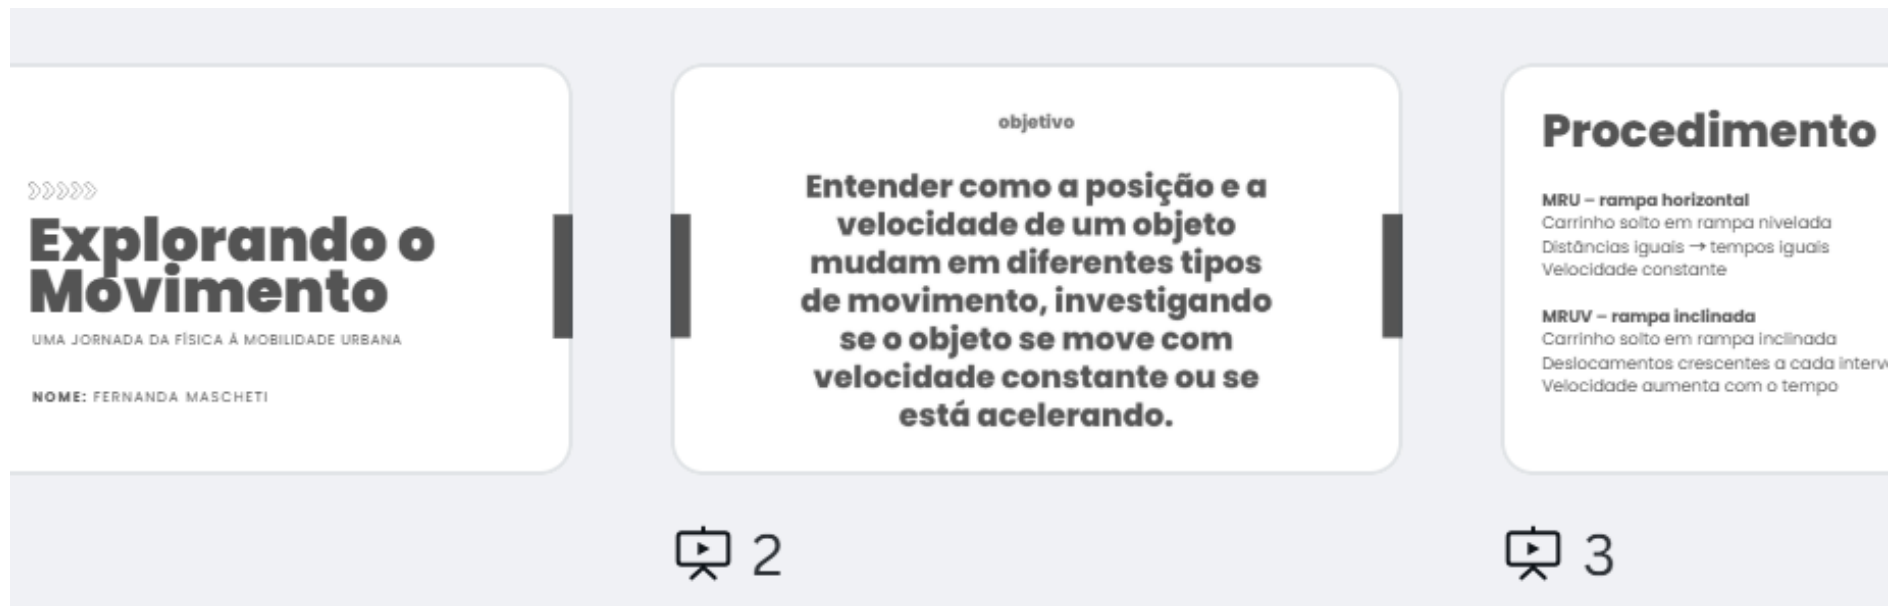 Explorando o
Movimento
UMA JORNADA DA FÍSICA À MOBILIDADE URBANA
NOME: FERNANDA MASCHETI
objetivo
Entender como a posição e a
velocidade de um objeto
mudam em diferentes tipos
de movimento, investigando
se o objeto se move com
velocidade constante ou se
está acelerando.
2
Procedimento
MRU – rampa horizontal
Carrinho solto em rampa nivelada
Distâncias iguais → tempos iguais
Velocidade constante
MRUV – rampa inclinada
Carrinho solto em rampa inclinada
Deslocamentos crescentes a cada
Velocidade aumenta com o tempo
3